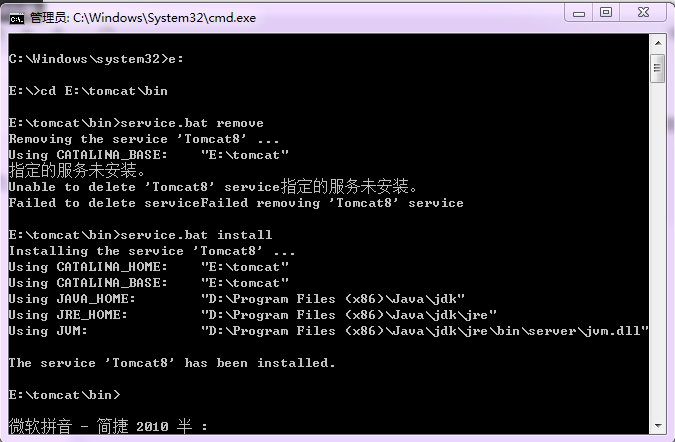 管理员: C:\Windows\System32\cmd.exe
C:\Windows\system32>e:
E:\>cd E:\tomcat\bin
E:\tomcat\bin>service.bat remove
Removing the service 'Tomcat8' ...
Using CATALINA_BASE:    "E:\tomcat"
指定的服务未安装。
Unable to delete 'Tomcat8' service指定的服务未安装。
Failed to delete serviceFailed removing 'Tomcat8' service
E:\tomcat\bin>service.bat install
Installing the service 'Tomcat8' ...
Using CATALINA_HOME:    "E:\tomcat"
Using CATALINA_BASE:    "E:\tomcat"
Using JAVA_HOME:        "D:\Program Files (x86)\Java\jdk"
Using JRE_HOME:         "D:\Program Files (x86)\Java\jdk\jre"
Using JVM:              "D:\Program Files (x86)\Java\jdk\jre\bin\server\jvm.dll"
The service 'Tomcat8' has been installed.
E:\tomcat\bin>
微软拼音 - 简捷 2010 半 :